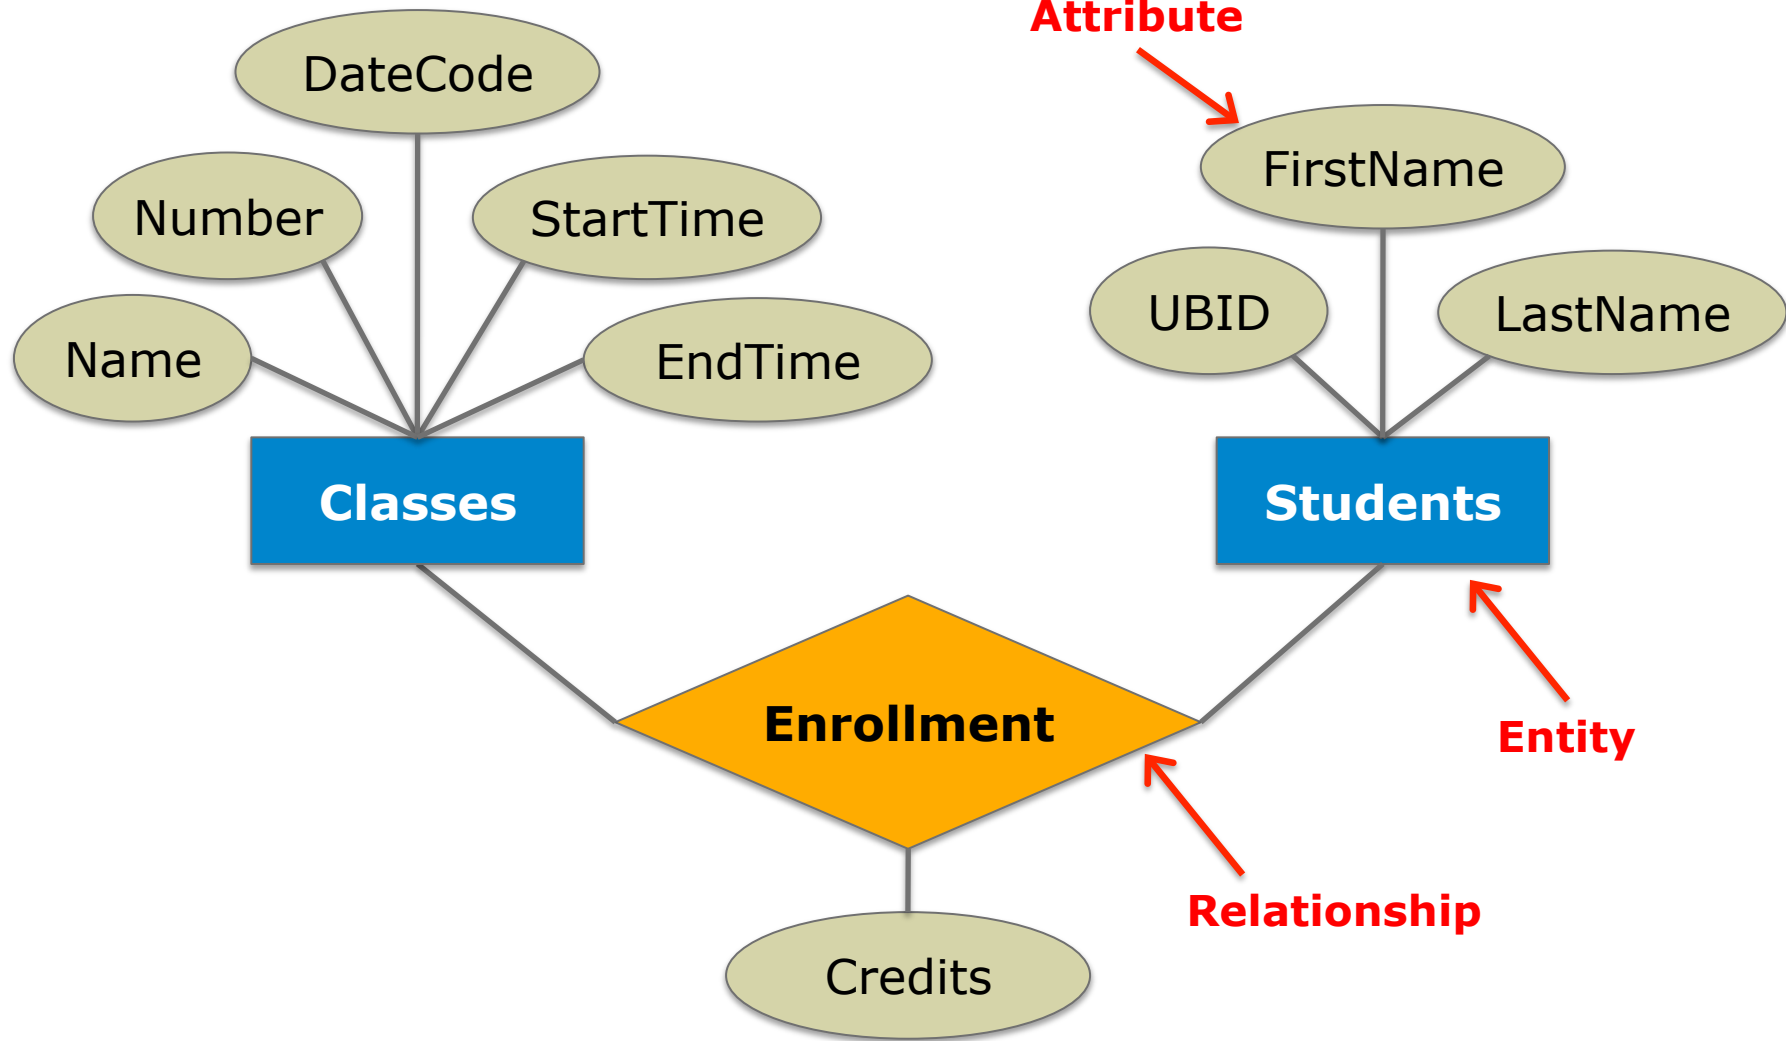 Attribute
DateCode
FirstName
Number
StartTime
UBID
LastName
Name
EndTime
Classes
Students
Enrollment
Entity
Relationship
Credits